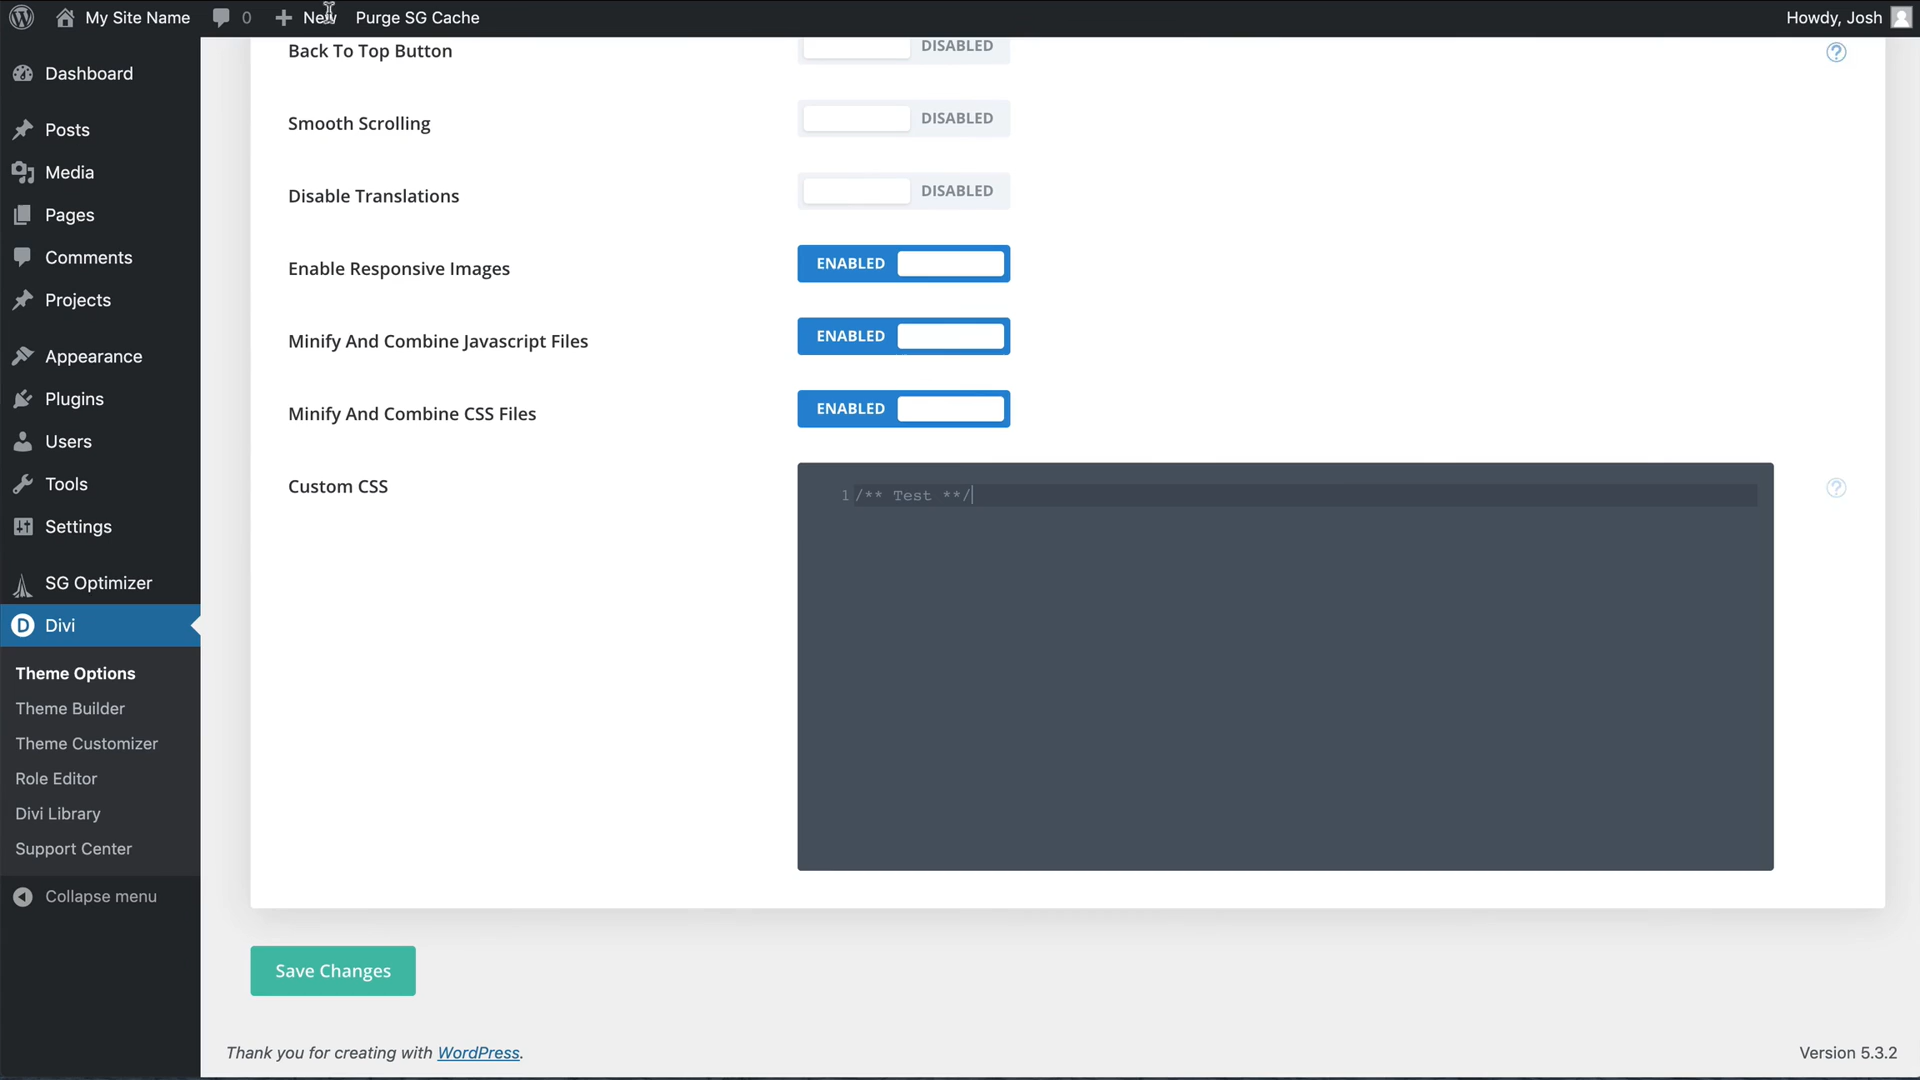 My Site Name 0 New Purge SG Cache Howdy, Josh
Dashboard
Posts
Media
Pages
Comments
Projects
Appearance
Plugins
Users
Tools
Settings
SG Optimizer
Divi
Theme Options
Theme Builder
Theme Customizer
Role Editor
Divi Library
Support Center
Collapse menu
Back To Top Button DISABLED
Smooth Scrolling DISABLED
Disable Translations DISABLED
Enable Responsive Images ENABLED
Minify And Combine Javascript Files ENABLED
Minify And Combine CSS Files ENABLED
Custom CSS
1 /** Test **/
Save Changes
Thank you for creating with WordPress. Version 5.3.2